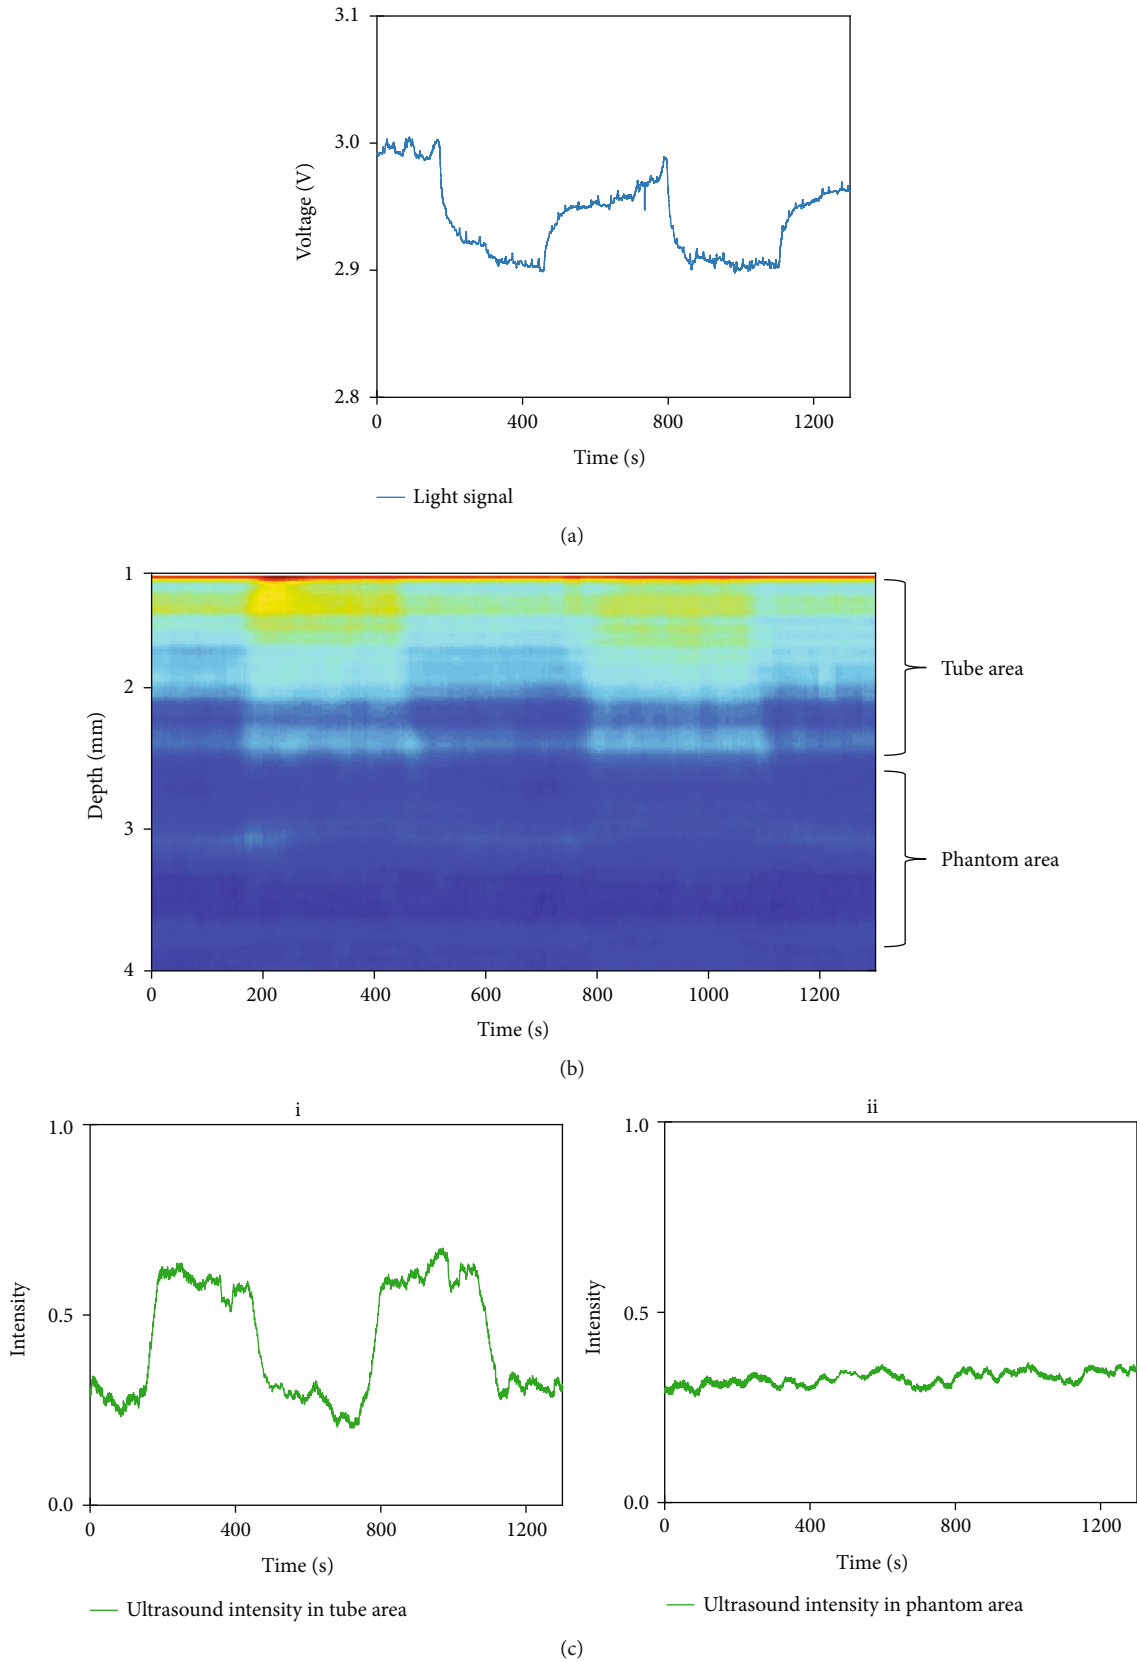 3.1
3.0
2.9
2.8
Voltage (V)
0 400 800 1200
Time (s)
Light signal
(a)
1
2
3
4
Depth (mm)
Tube area
Phantom area
0 200 400 600 800 1000 1200
Time (s)
(b)
i
1.0
0.5
0.0
Intensity
0 400 800 1200
Time (s)
Ultrasound intensity in tube area
ii
1.0
0.5
0.0
Intensity
0 400 800 1200
Time (s)
Ultrasound intensity in phantom area
(c)